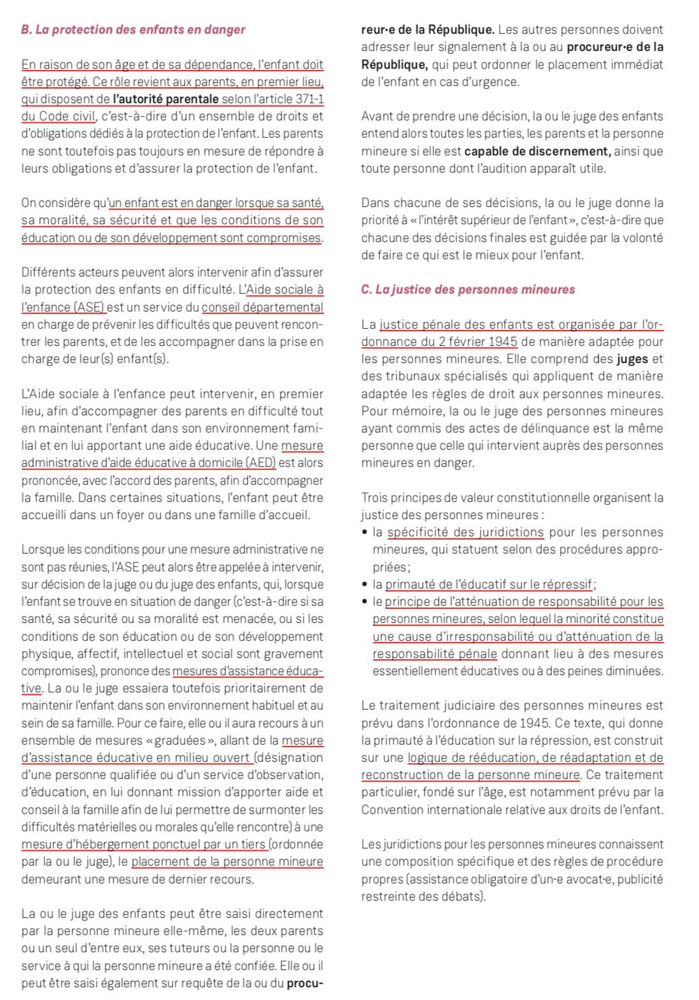 B. La protection des enfants en danger
En raison de son âge et de sa dépendance, l'enfant doit
être protégé. Ce rôle revient aux parents, en premier lieu,
qui disposent de l'autorité parentale selon l'article 371-1
du Code civil, c'est-à-dire d'un ensemble de droits et
d'obligations dédiés à la protection de l'enfant. Les parents
ne sont toutefois pas toujours en mesure de répondre à
leurs obligations et d'assurer la protection de l'enfant.
On considère qu'un enfant est en danger lorsque sa santé,
sa moralité, sa sécurité et que les conditions de son
éducation ou de son développement sont compromises.
Différents acteurs peuvent alors intervenir afin d'assurer
la protection des enfants en difficulté. L'Aide sociale à
l'enfance (ASE) est un service du conseil départemental
en charge de prévenir les difficultés que peuvent rencon-
trer les parents, et de les accompagner dans la prise en
charge de leur(s) enfant(s).
L'Aide sociale à l'enfance peut intervenir, en premier
lieu, afin d'accompagner des parents en difficulté tout
en maintenant l'enfant dans son environnement fami-
lial et en lui apportant une aide éducative. Une mesure
administrative d'aide éducative à domicile (AED) est alors
prononcée, avec l'accord des parents, afin d'accompagner
la famille. Dans certaines situations, l'enfant peut être
accueilli dans un foyer ou dans une famille d'accueil.
Lorsque les conditions pour une mesure administrative ne
sont pas réunies, l'ASE peut alors être appelée à intervenir,
sur décision de la juge ou du juge des enfants, qui, lorsque
l'enfant se trouve en situation de danger (c'est-à-dire si sa
santé, sa sécurité ou sa moralité est menacée, ou si les
conditions de son éducation ou de son développement
physique, affectif, intellectuel et social sont gravement
compromises), prononce des mesures d'assistance éduca-
tive. La ou le juge essaiera toutefois prioritairement de
maintenir l'enfant dans son environnement habituel et au
sein de sa famille. Pour ce faire, elle ou il aura recours à un
ensemble de mesures « graduées », allant de la mesure
d'assistance éducative en milieu ouvert (désignation
d'une personne qualifiée ou d'un service d'observation,
d'éducation, en lui donnant mission d'apporter aide et
conseil à la famille afin de lui permettre de surmonter les
difficultés matérielles ou morales qu'elle rencontre) à une
mesure d'hébergement ponctuel par un tiers (ordonnée
par la ou le juge), le placement de la personne mineure
demeurant une mesure de dernier recours.
La ou le juge des enfants peut être saisi directement
par la personne mineure elle-même, les deux parents
ou un seul d'entre eux, ses tuteurs ou la personne ou le
service à qui la personne mineure a été confiée. Elle ou il
peut être saisi également sur requête de la ou du procu-
reur·e de la République. Les autres personnes doivent
adresser leur signalement à la ou au procureur·e de la
République, qui peut ordonner le placement immédiat
de l'enfant en cas d'urgence.
Avant de prendre une décision, la ou le juge des enfants
entend alors toutes les parties, les parents et la personne
mineure si elle est capable de discernement, ainsi que
toute personne dont l'audition apparaît utile.
Dans chacune de ses décisions, la ou le juge donne la
priorité à « l'intérêt supérieur de l'enfant », c'est-à-dire que
chacune des décisions finales est guidée par la volonté
de faire ce qui est le mieux pour l'enfant.
C. La justice des personnes mineures
La justice pénale des enfants est organisée par l'or-
donnance du 2 février 1945 de manière adaptée pour
les personnes mineures. Elle comprend des juges et
des tribunaux spécialisés qui appliquent de manière
adaptée les règles de droit aux personnes mineures.
Pour mémoire, la ou le juge des personnes mineures
ayant commis des actes de délinquance est la même
personne que celle qui intervient auprès des personnes
mineures en danger.
Trois principes de valeur constitutionnelle organisent la
justice des personnes mineures :
• la spécificité des juridictions pour les personnes
mineures, qui statuent selon des procédures appro-
priées ;
• la primauté de l'éducatif sur le répressif ;
• le principe de l'atténuation de responsabilité pour les
personnes mineures, selon lequel la minorité constitue
une cause d'irresponsabilité ou d'atténuation de la
responsabilité pénale donnant lieu à des mesures
essentiellement éducatives ou à des peines diminuées.
Le traitement judiciaire des personnes mineures est
prévu dans l'ordonnance de 1945. Ce texte, qui donne
la primauté à l'éducation sur la répression, est construit
sur une logique de rééducation, de réadaptation et de
reconstruction de la personne mineure. Ce traitement
particulier, fondé sur l'âge, est notamment prévu par la
Convention internationale relative aux droits de l'enfant.
Les juridictions pour les personnes mineures connaissent
une composition spécifique et des règles de procédure
propres (assistance obligatoire d'un·e avocat·e, publicité
restreinte des débats).